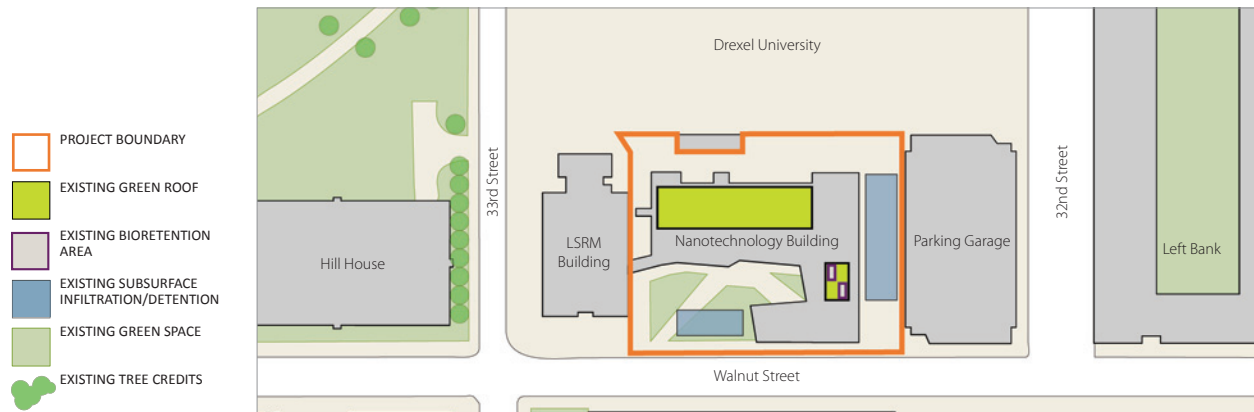 Drexel University
PROJECT BOUNDARY
EXISTING GREEN ROOF
EXISTING BIORETENTION
AREA
EXISTING SUBSURFACE
INFILTRATION/DETENTION
EXISTING GREEN SPACE
EXISTING TREE CREDITS
Hill House
33rd Street
LSRM
Building
Nanotechnology Building
Parking Garage
32nd Street
Left Bank
Walnut Street